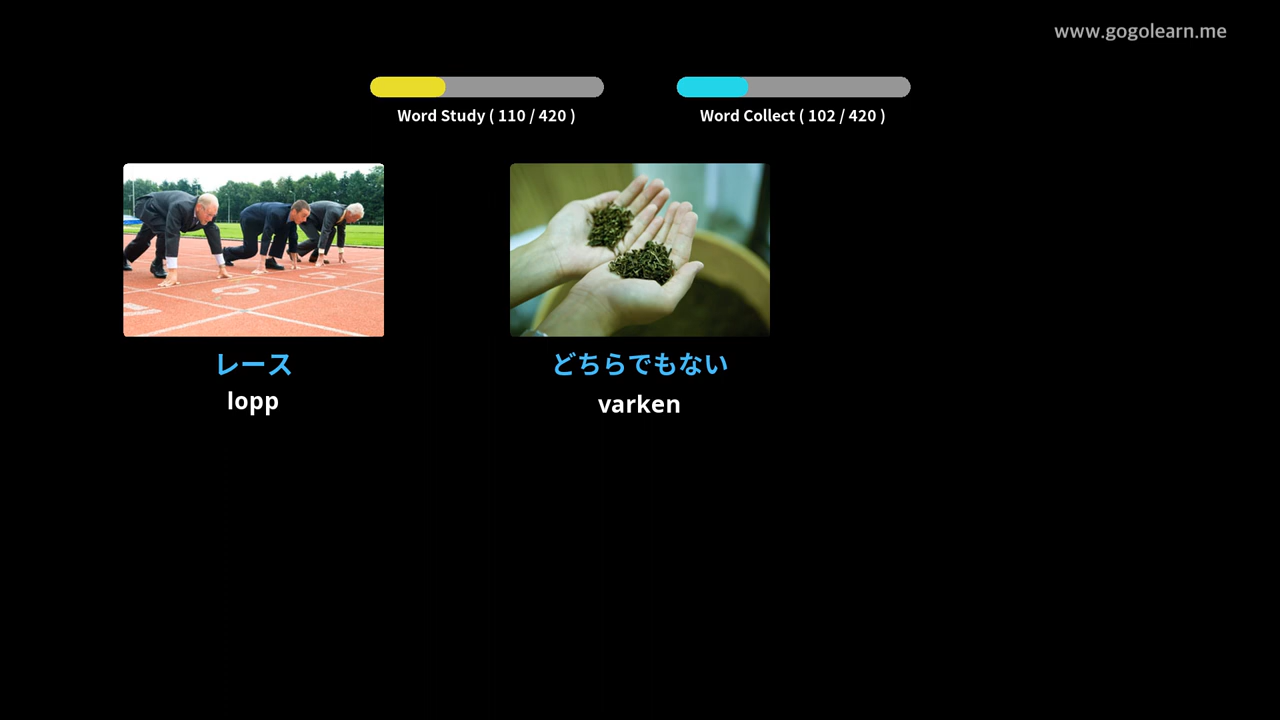 www.gogolearn.me
Word Study ( 110 / 420 )
Word Collect ( 102 / 420 )
レース
lopp
どちらでもない
varken